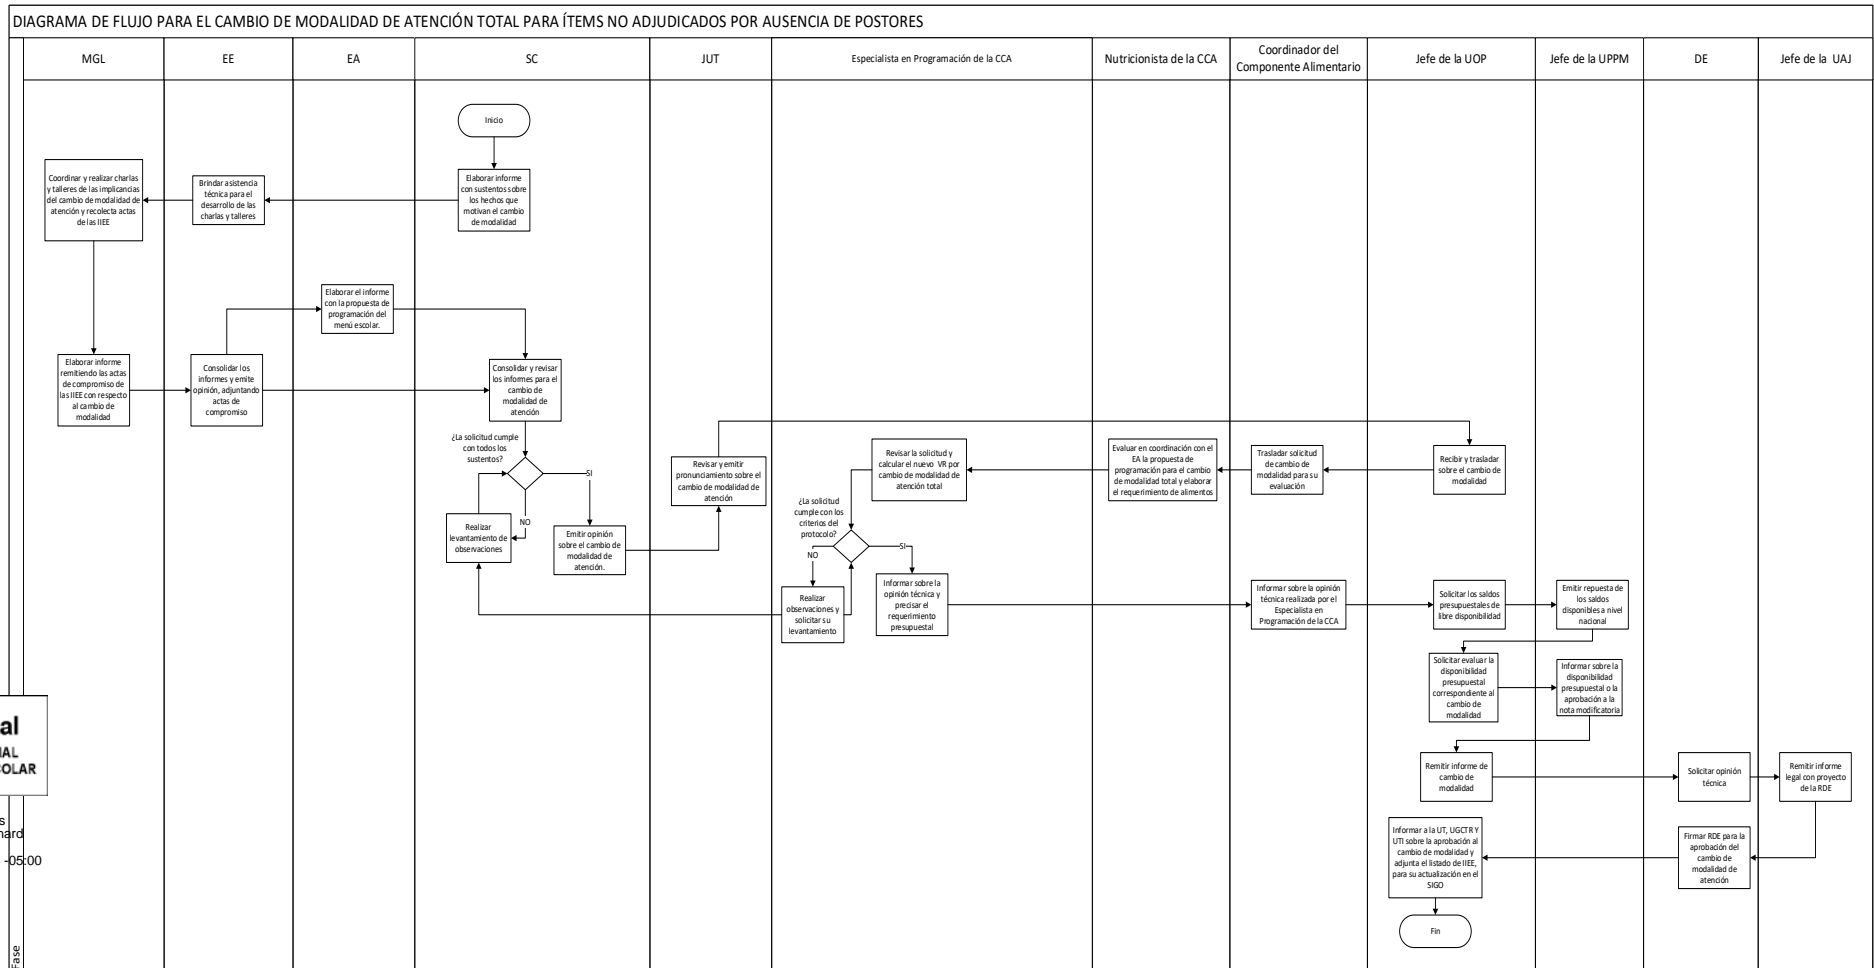 DIAGRAMA DE FLUJO PARA EL CAMBIO DE MODALIDAD DE ATENCIÓN TOTAL PARA ÍTEMS NO ADJUDICADOS POR AUSENCIA DE POSTORES
MGL
EE
EA
SC
JUT
Especialista en Programación de la CCA
Nutricionista de la CCA
Coordinador del
Componente Alimentario
Jefe de la UOP
Jefe de la UPPM
DE
Jefe de la UAJ
Inicio
Elaborar informe
con sustentos sobre
los hechos que
motivan el cambio
de modalidad
Brindar asistencia
técnica para el
desarrollo de las
charlas y talleres
Coordinar y realizar charlas
y talleres de las implicancias
del cambio de modalidad de
atención y recolecta actas
de las IIEE
Elaborar informe
remitiendo las actas
de compromiso de
las IIEE con respecto
al cambio de
modalidad
Consolidar los
informes y emite
opinión, adjuntando
actas de
compromiso
Elaborar el informe
con la propuesta de
programación del
menú escolar.
Consolidar y revisar
los informes para el
cambio de
modalidad de
atención
¿La solicitud cumple
con todos los
sustentos?
SI
NO
Realizar
levantamiento de
observaciones
Emitir opinión
sobre el cambio de
modalidad de
atención.
Revisar y emitir
pronunciamiento sobre el
cambio de modalidad de
atención
Recibir y trasladar
sobre el cambio de
modalidad
Trasladar solicitud
de cambio de
modalidad para su
evaluación
Evaluar en coordinación con el
EA la propuesta de
programación para el cambio
de modalidad total y elaborar
el requerimiento de alimentos
Revisar la solicitud y
calcular el nuevo VR por
cambio de modalidad de
atención total
¿La solicitud
cumple con los
criterios del
protocolo?
NO
SI
Realizar
observaciones y
solicitar su
levantamiento
Informar sobre la
opinión técnica y
precisar el
requerimiento
presupuestal
Informar sobre la opinión
técnica realizada por el
Especialista en
Programación de la CCA
Solicitar los saldos
presupuestales de
libre disponibilidad
Emitir repuesta de
los saldos
disponibles a nivel
nacional
Solicitar evaluar la
disponibilidad
presupuestal
correspondiente al
cambio de
modalidad
Informar sobre la
disponibilidad
presupuestal o la
aprobación a la
nota modificatoria
Remitir informe de
cambio de
modalidad
Solicitar opinión
técnica
Remitir informe
legal con proyecto
de la RDE
Firmar RDE para la
aprobación del
cambio de
modalidad de
atención
Informar a la UT, UGCTR Y
UTI sobre la aprobación al
cambio de modalidad y
adjunta el listado de IIEE,
para su actualización en el
SIGO
Fin
Fase
al
OLAR
-05:00